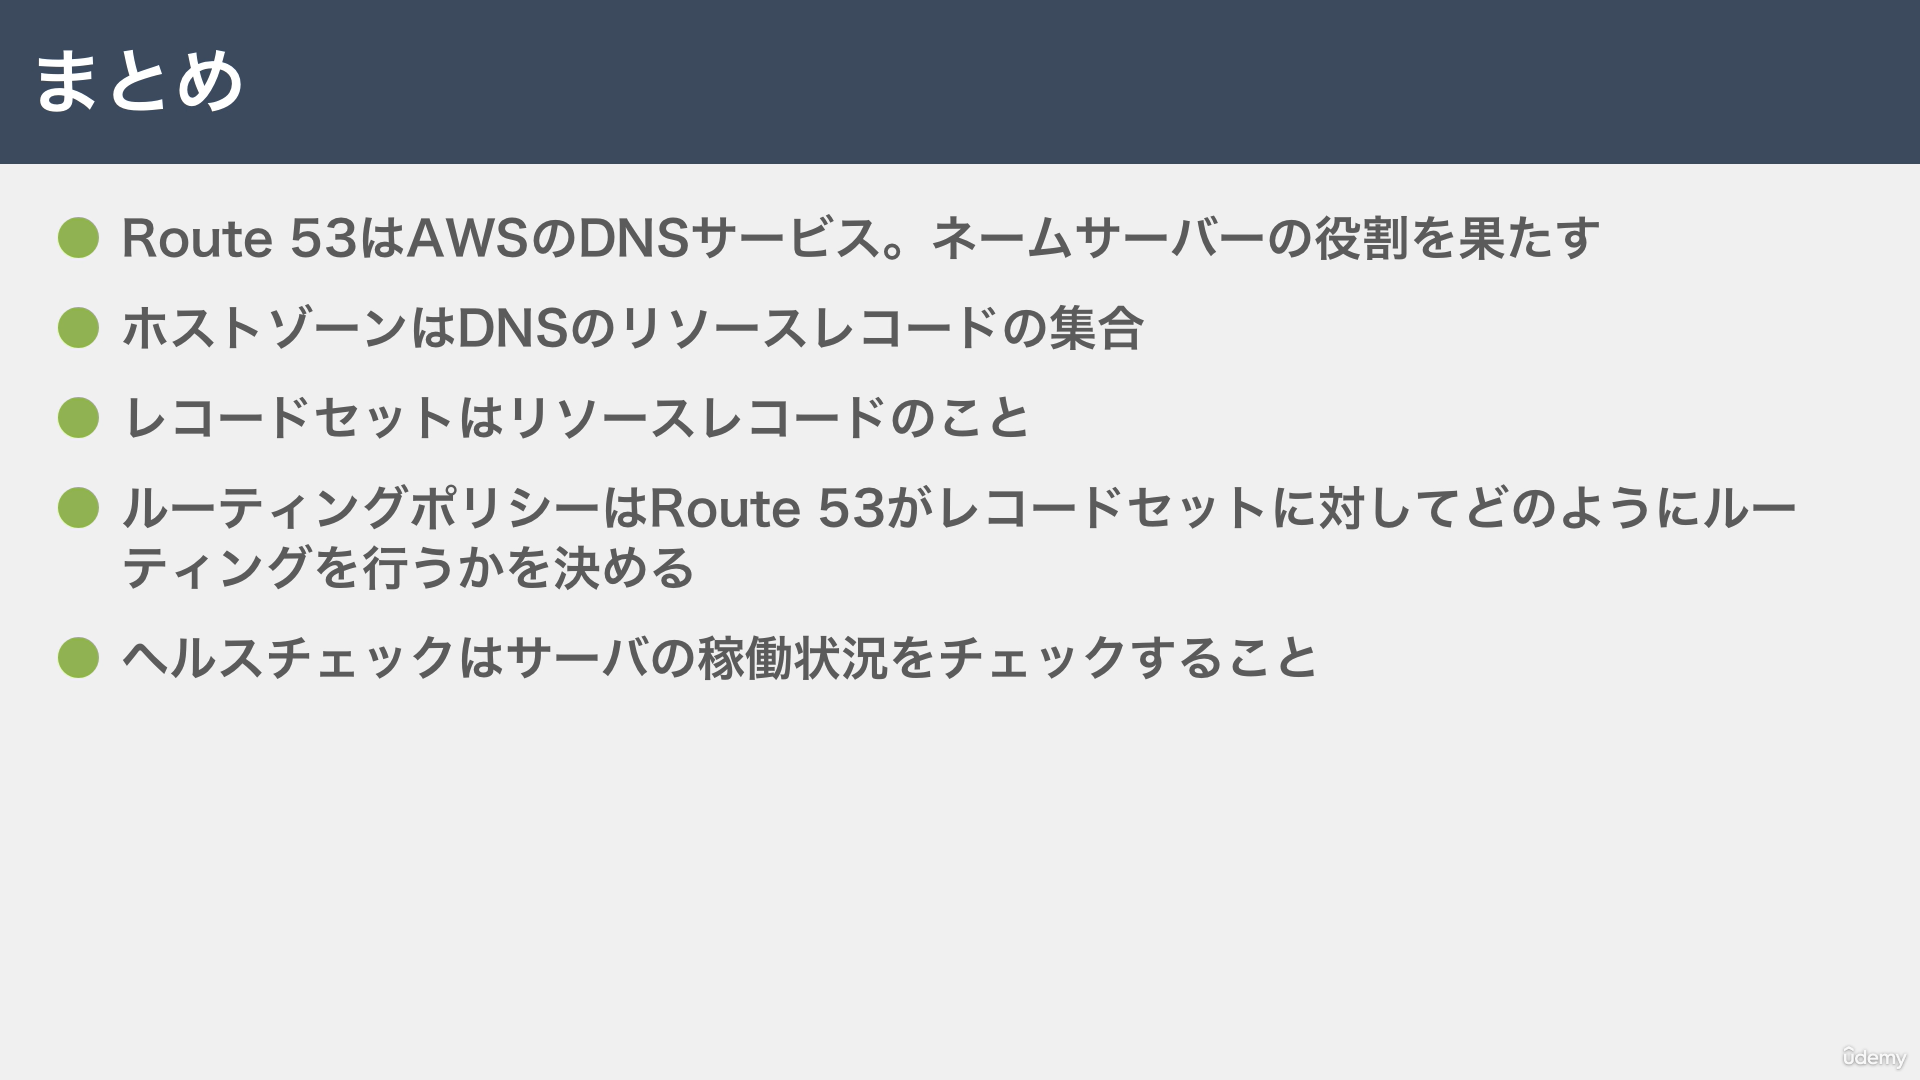 まとめ
Route 53はAWSのDNSサービス。ネームサーバーの役割を果たす
ホストゾーンはDNSのリソースレコードの集合
レコードセットはリソースレコードのこと
ルーティングポリシーはRoute 53がレコードセットに対してどのようにルー
ティングを行うかを決める
ヘルスチェックはサーバの稼働状況をチェックすること
ûdemy